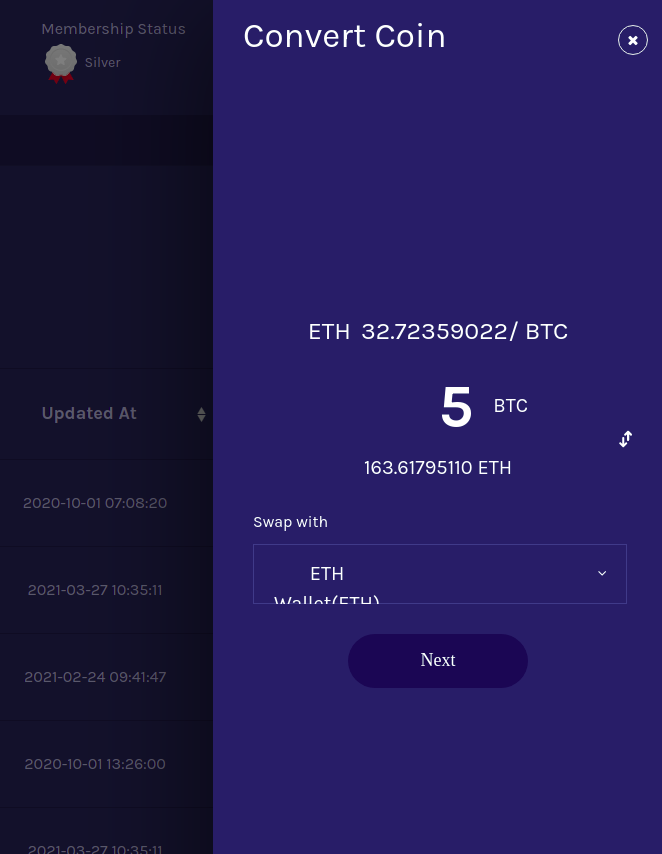 Membership Status
Silver
Convert Coin
ETH 32.72359022/ BTC
Updated At
5 BTC
163.61795110 ETH
2020-10-01 07:08:20
Swap with
ETH
2021-03-27 10:35:11
Wallet(ETH)
Next
2021-02-24 09:41:47
2020-10-01 13:26:00
2021-03-27 10:35:11